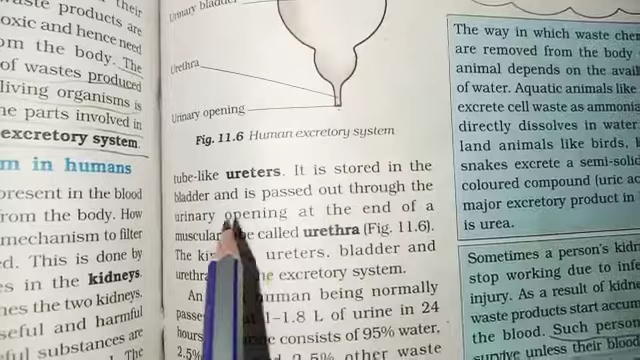 their
waste products are
oxic and hence need
om the body. The
of wastes produced
living organisms is
he parts involved in
excretory system.
m in humans
present in the blood
rom the body. How
mechanism to filter
ed. This is done by
es in the kidneys.
hes the two kidneys,
seful and harmful
ful substances are
The
Urinary bladder
Urethra
Urinary opening
Fig. 11.6 Human excretory system
tube-like ureters. It is stored in the
bladder and is passed out through the
urinary opening at the end of a
muscular be called urethra (Fig. 11.6).
The ki ureters, bladder and
urethra e excretory system.
An human being normally
passe 1–1.8 L of urine in 24
hours consists of 95% water,
2.5% 2.5% other waste
The way in which waste chem
are removed from the body
animal depends on the avail
of water. Aquatic animals like
excrete cell waste as ammonia
directly dissolves in water
land animals like birds, l
snakes excrete a semi-solid
coloured compound (uric ac
major excretory product in
is urea.
Sometimes a person's kidn
stop working due to infe
injury. As a result of kidne
waste products start accum
the blood. Such person
survive unless their blood